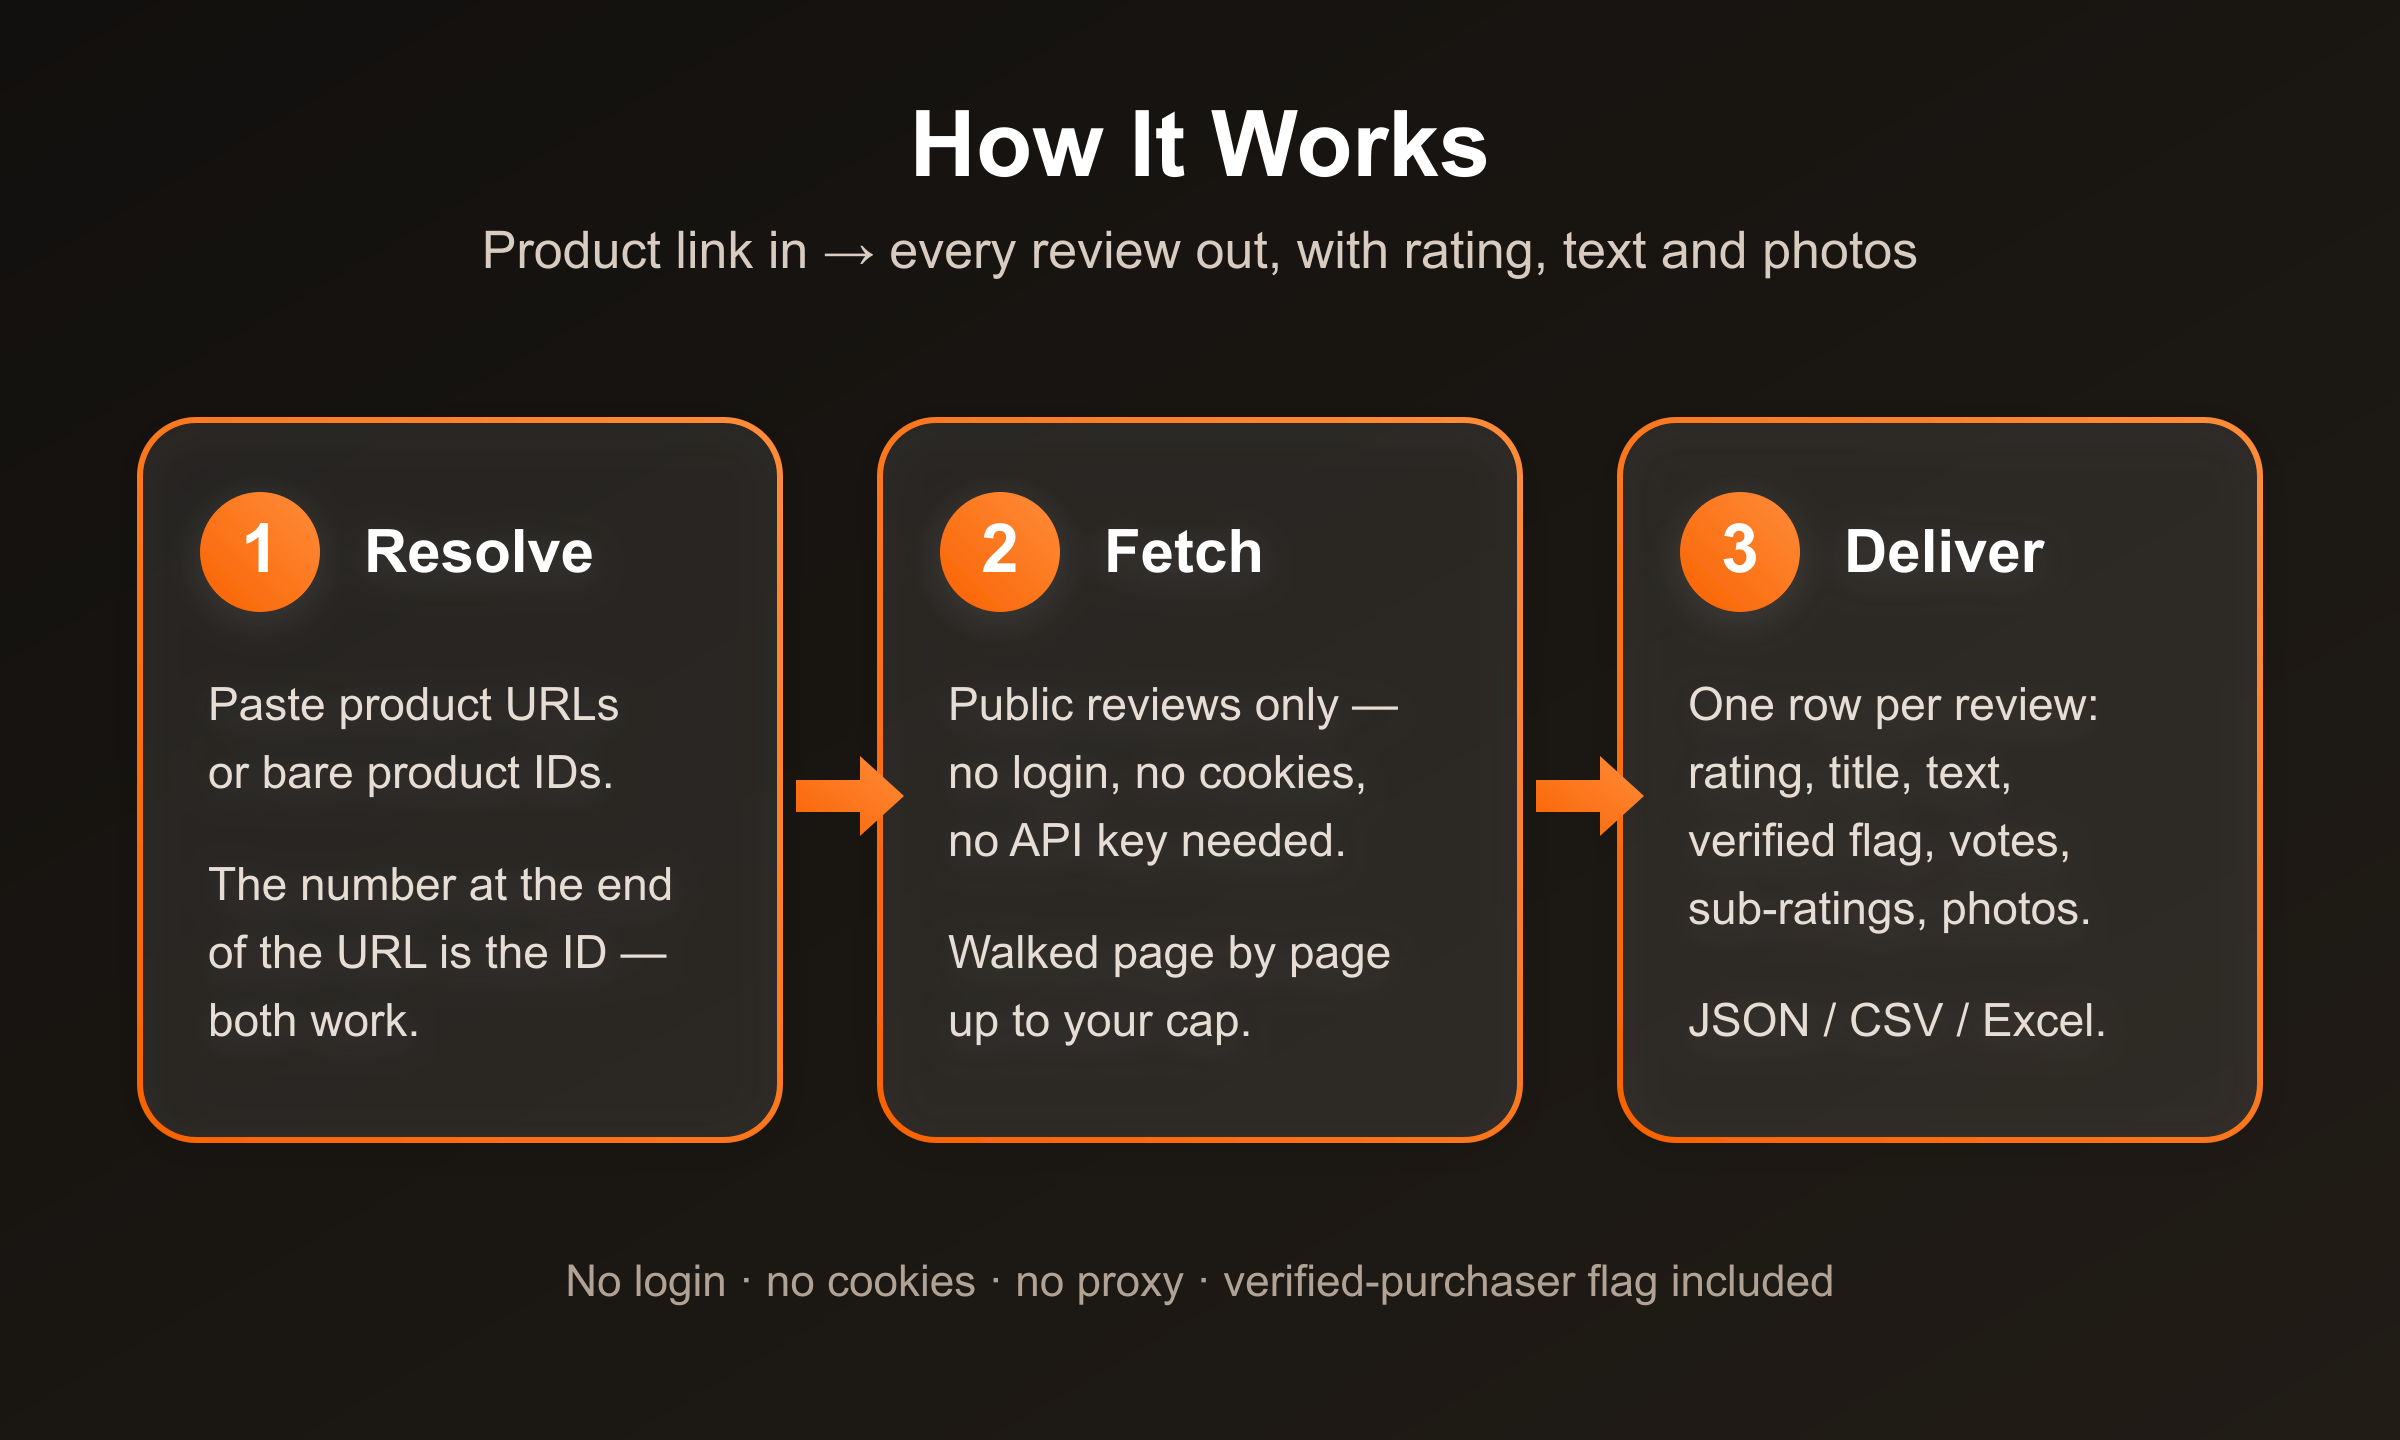 How It Works
Product link in → every review out, with rating, text and photos
1
Resolve
Paste product URLs
or bare product IDs.
The number at the end
of the URL is the ID —
both work.
2
Fetch
Public reviews only —
no login, no cookies,
no API key needed.
Walked page by page
up to your cap.
3
Deliver
One row per review:
rating, title, text,
verified flag, votes,
sub-ratings, photos.
JSON / CSV / Excel.
No login · no cookies · no proxy · verified-purchaser flag included